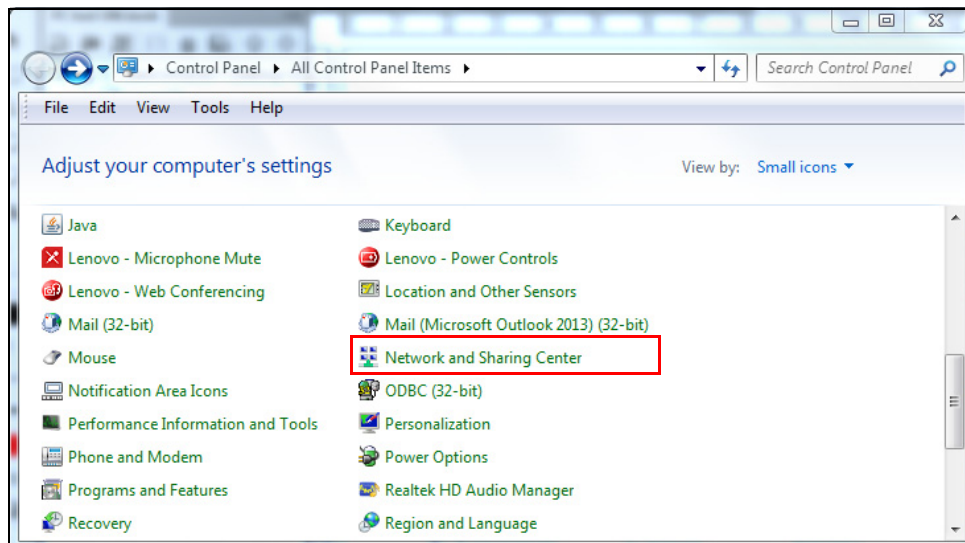 Control Panel All Control Panel Items Search Control Panel
File Edit View Tools Help
Adjust your computer's settings View by: Small icons
Java Keyboard
Lenovo - Microphone Mute Lenovo - Power Controls
Lenovo - Web Conferencing Location and Other Sensors
Mail (32-bit) Mail (Microsoft Outlook 2013) (32-bit)
Mouse Network and Sharing Center
Notification Area Icons ODBC (32-bit)
Performance Information and Tools Personalization
Phone and Modem Power Options
Programs and Features Realtek HD Audio Manager
Recovery Region and Language